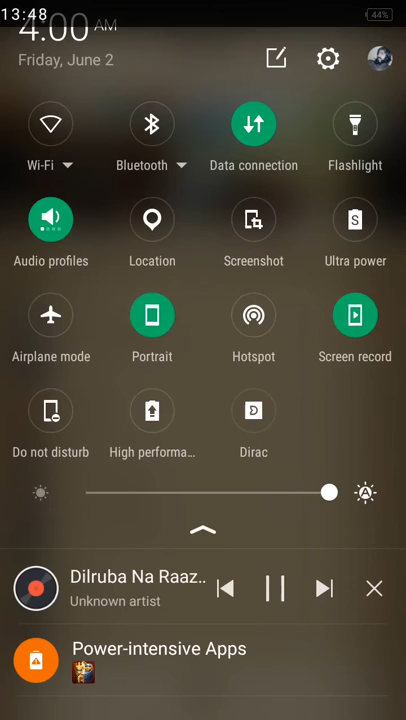 13:48
44%
4:00 AM
Friday, June 2
Wi-Fi Bluetooth Data connection Flashlight
Audio profiles Location Screenshot Ultra power
Airplane mode Portrait Hotspot Screen record
Do not disturb High performa... Dirac
Dilruba Na Raaz..
Unknown artist
Power-intensive Apps